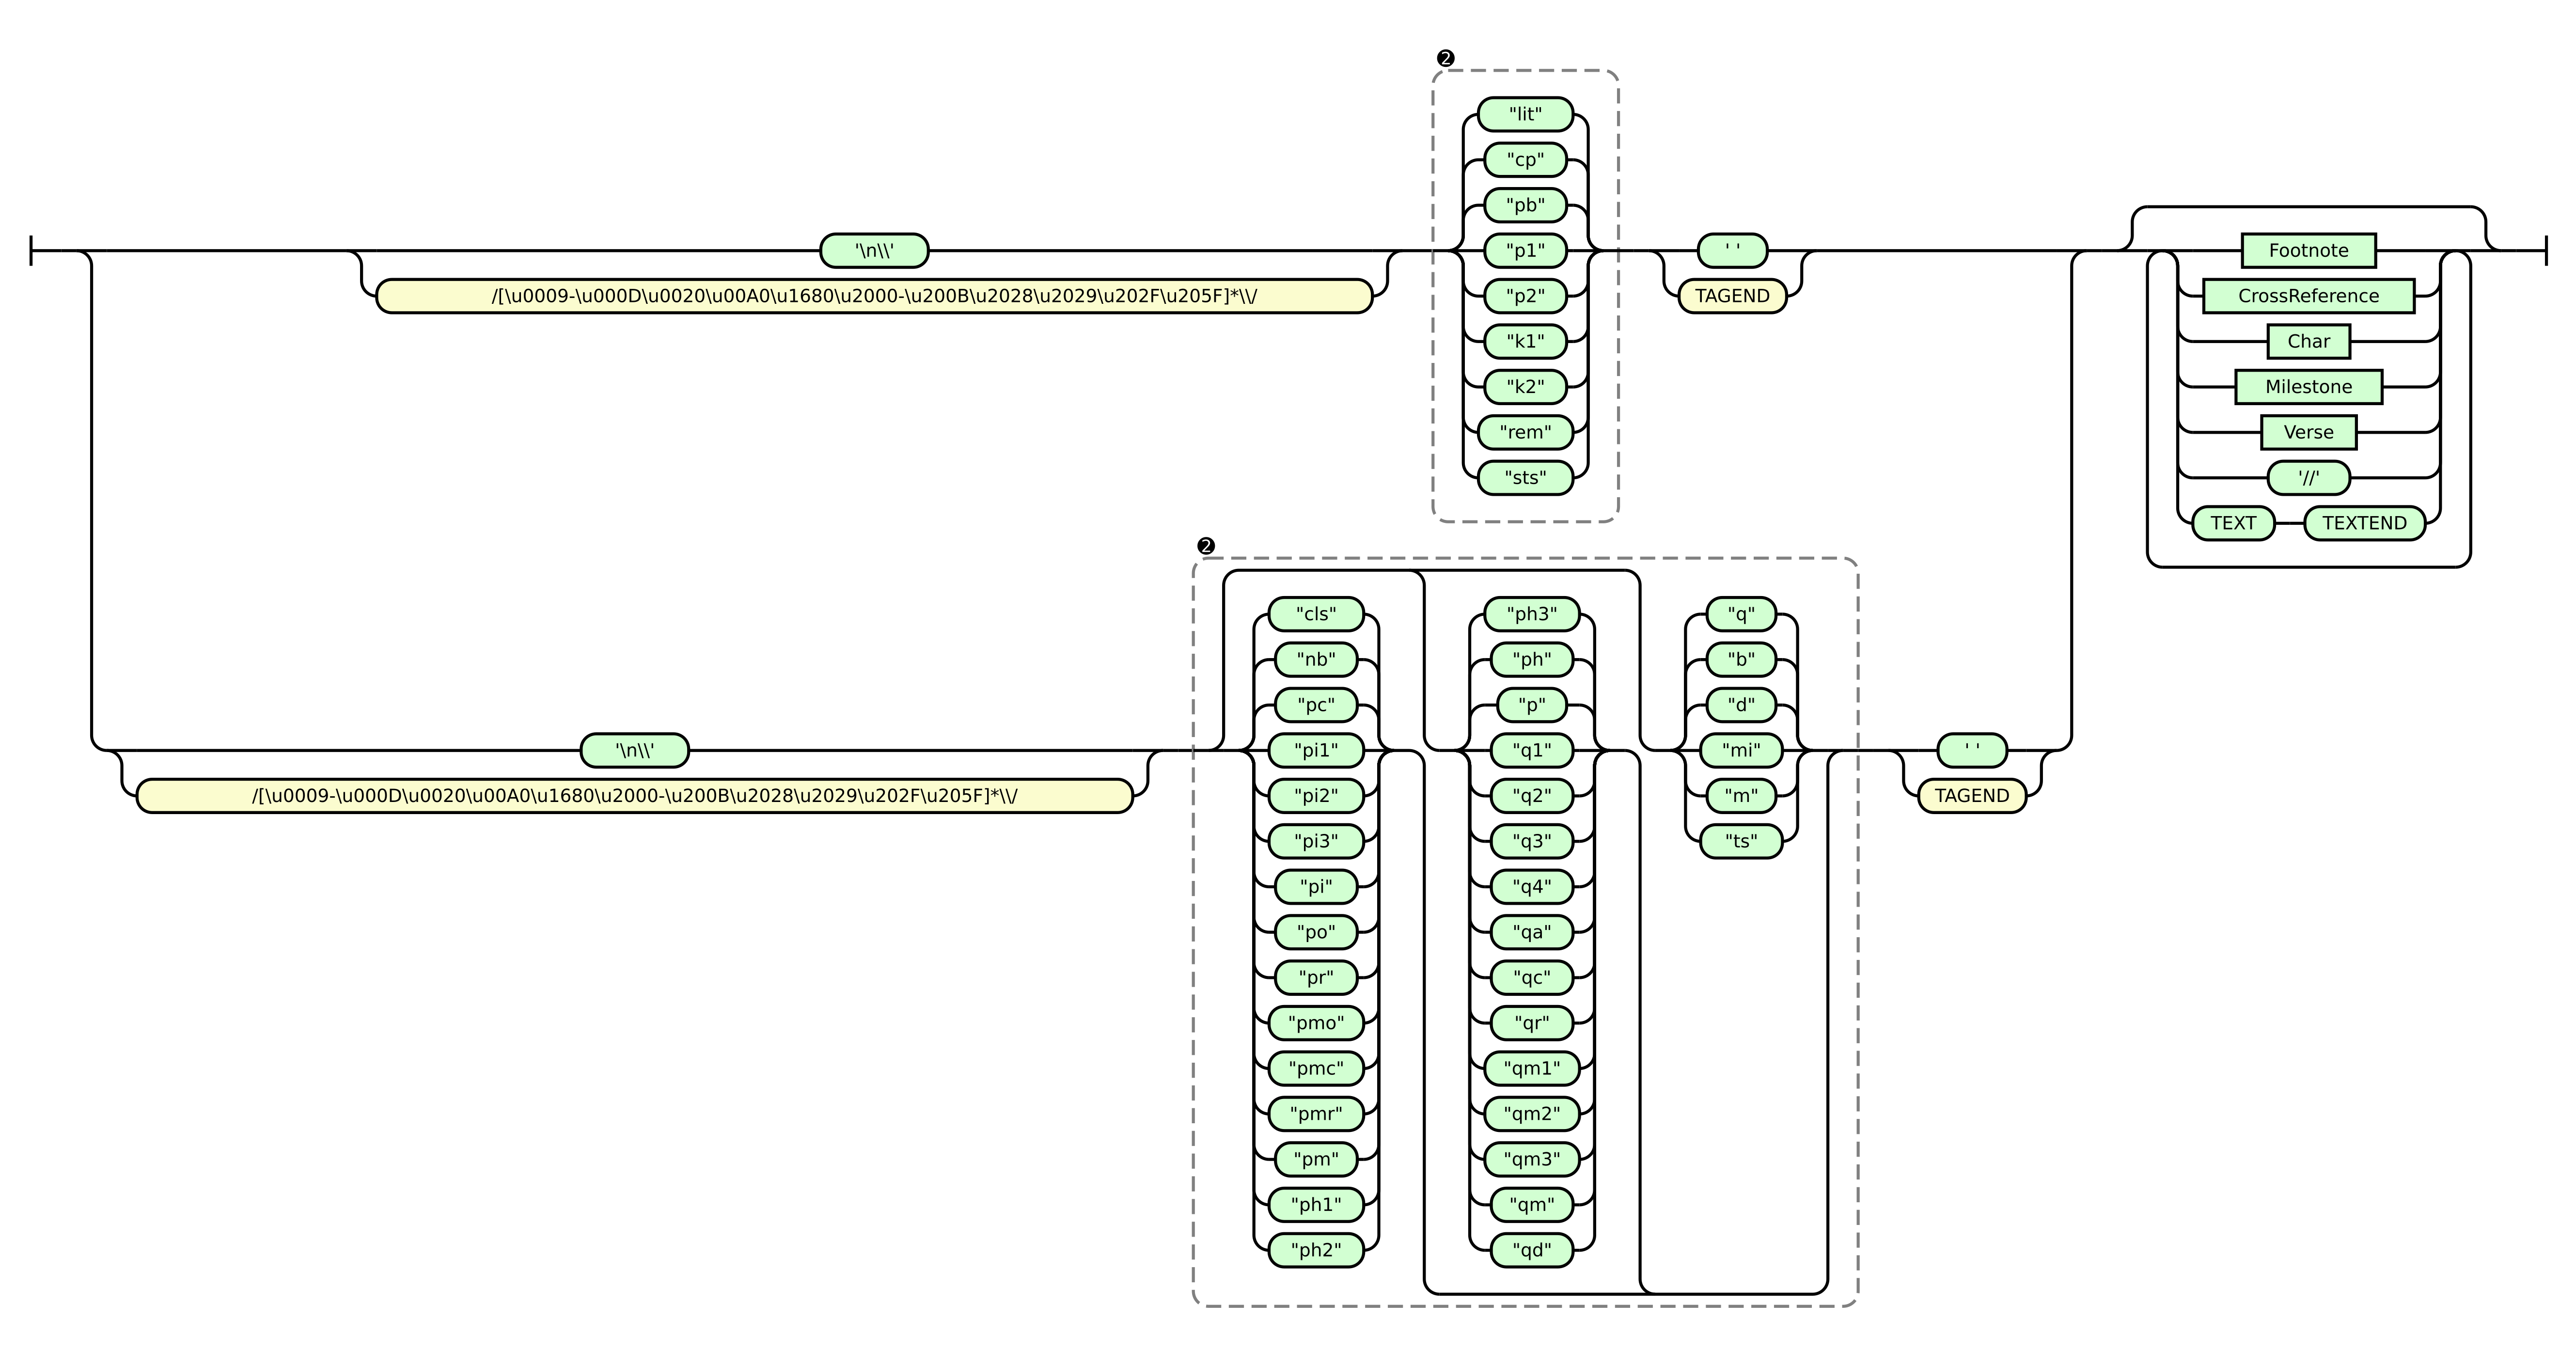 ❷
"lit"
"cp"
"pb"
'\n\\'
/[\u0009-\u000D\u0020\u00A0\u1680\u2000-\u200B\u2028\u2029\u202F\u205F]*\\/
"p1"
"p2"
"k1"
"k2"
"rem"
"sts"
' '
TAGEND
Footnote
CrossReference
Char
Milestone
Verse
'//'
TEXT TEXTEND
❷
'\n\\'
/[\u0009-\u000D\u0020\u00A0\u1680\u2000-\u200B\u2028\u2029\u202F\u205F]*\\/
"cls"
"nb"
"pc"
"pi1"
"pi2"
"pi3"
"pi"
"po"
"pr"
"pmo"
"pmc"
"pmr"
"pm"
"ph1"
"ph2"
"ph3"
"ph"
"p"
"q1"
"q2"
"q3"
"q4"
"qa"
"qc"
"qr"
"qm1"
"qm2"
"qm3"
"qm"
"qd"
"q"
"b"
"d"
"mi"
"m"
"ts"
' '
TAGEND